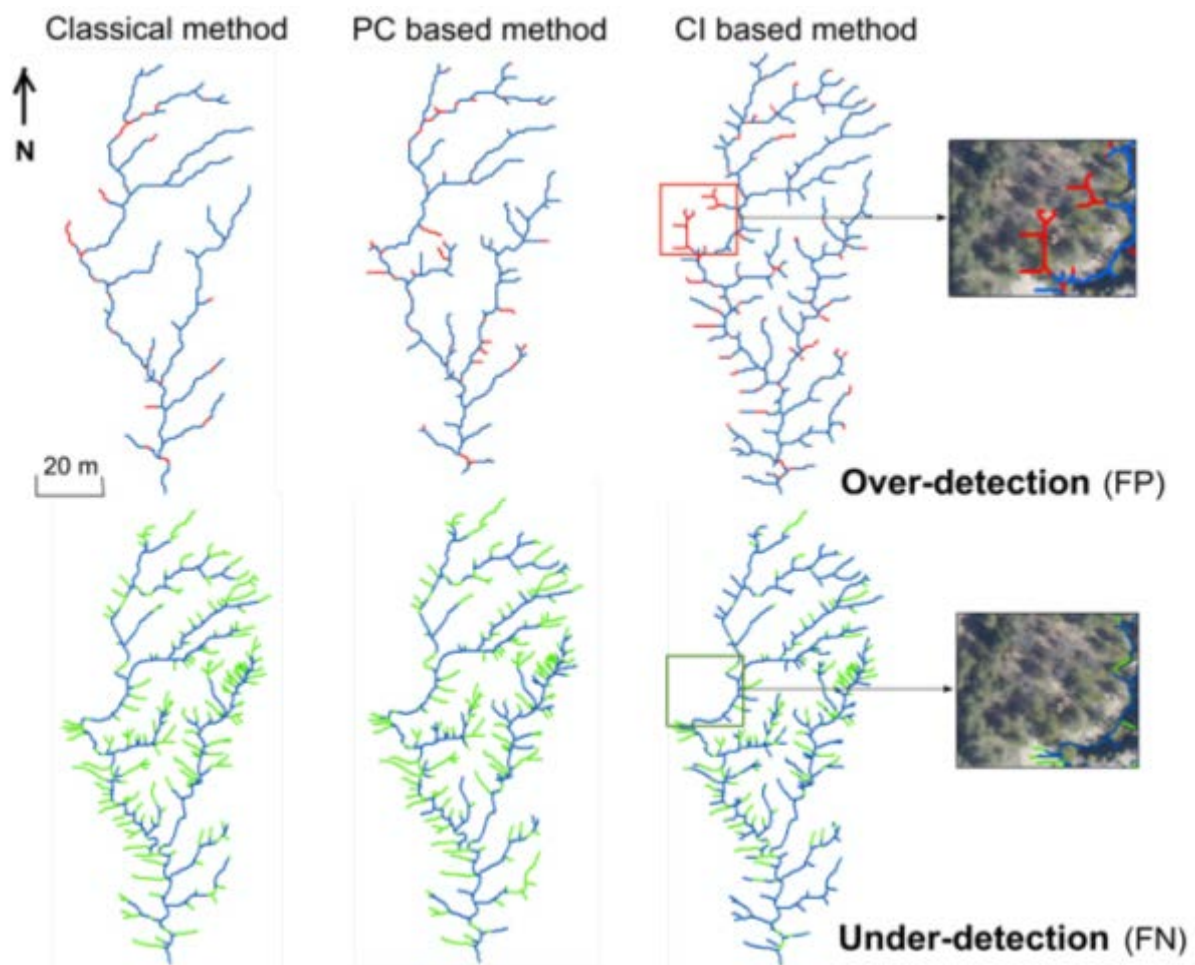 Classical method
PC based method
CI based method
N
20 m
Over-detection (FP)
Under-detection (FN)